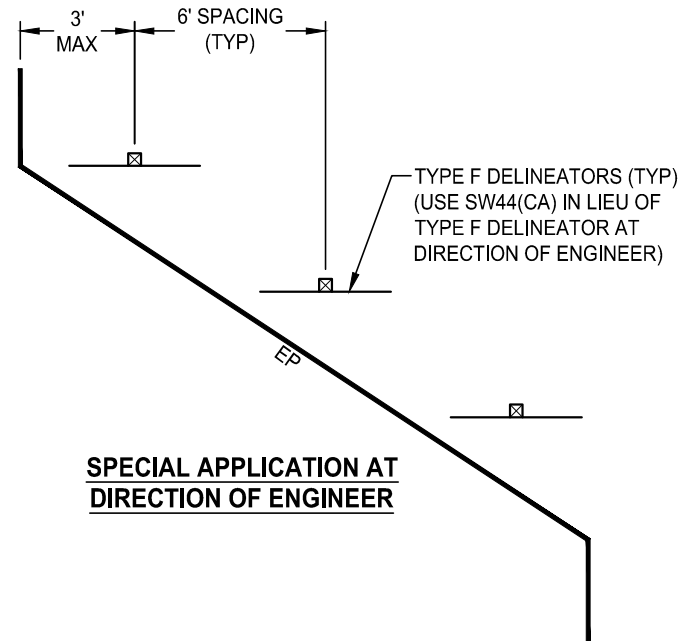 3'
MAX
6' SPACING
(TYP)
TYPE F DELINEATORS (TYP)
(USE SW44(CA) IN LIEU OF
TYPE F DELINEATOR AT
DIRECTION OF ENGINEER)
EP
SPECIAL APPLICATION AT
DIRECTION OF ENGINEER